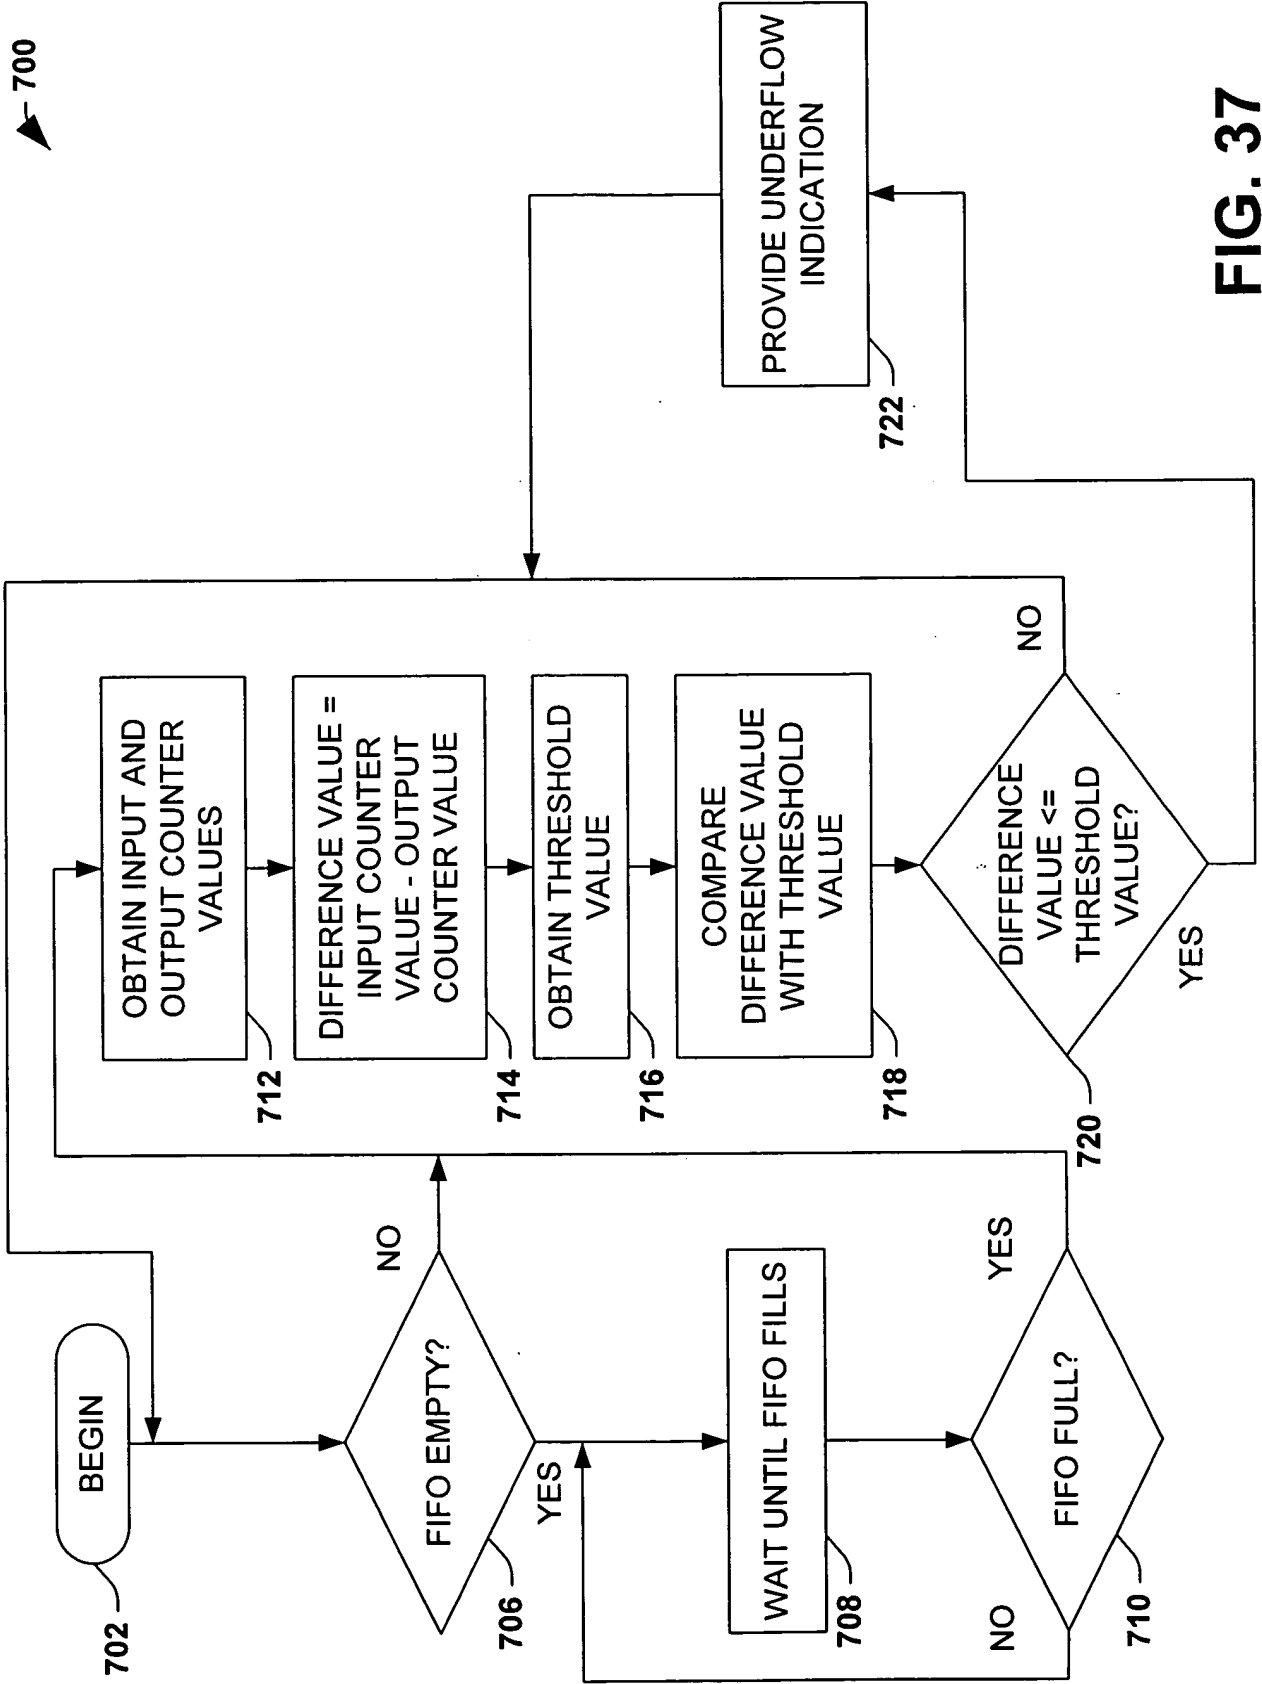 700
BEGIN
702
FIFO EMPTY?
NO
YES
706
WAIT UNTIL FIFO FILLS
708
FIFO FULL?
YES
NO
710
OBTAIN INPUT AND
OUTPUT COUNTER
VALUES
712
DIFFERENCE VALUE =
INPUT COUNTER
VALUE - OUTPUT
COUNTER VALUE
714
OBTAIN THRESHOLD
VALUE
716
COMPARE
DIFFERENCE VALUE
WITH THRESHOLD
VALUE
718
DIFFERENCE
VALUE <=
THRESHOLD
VALUE?
NO
YES
720
PROVIDE UNDERFLOW
INDICATION
722
FIG. 37